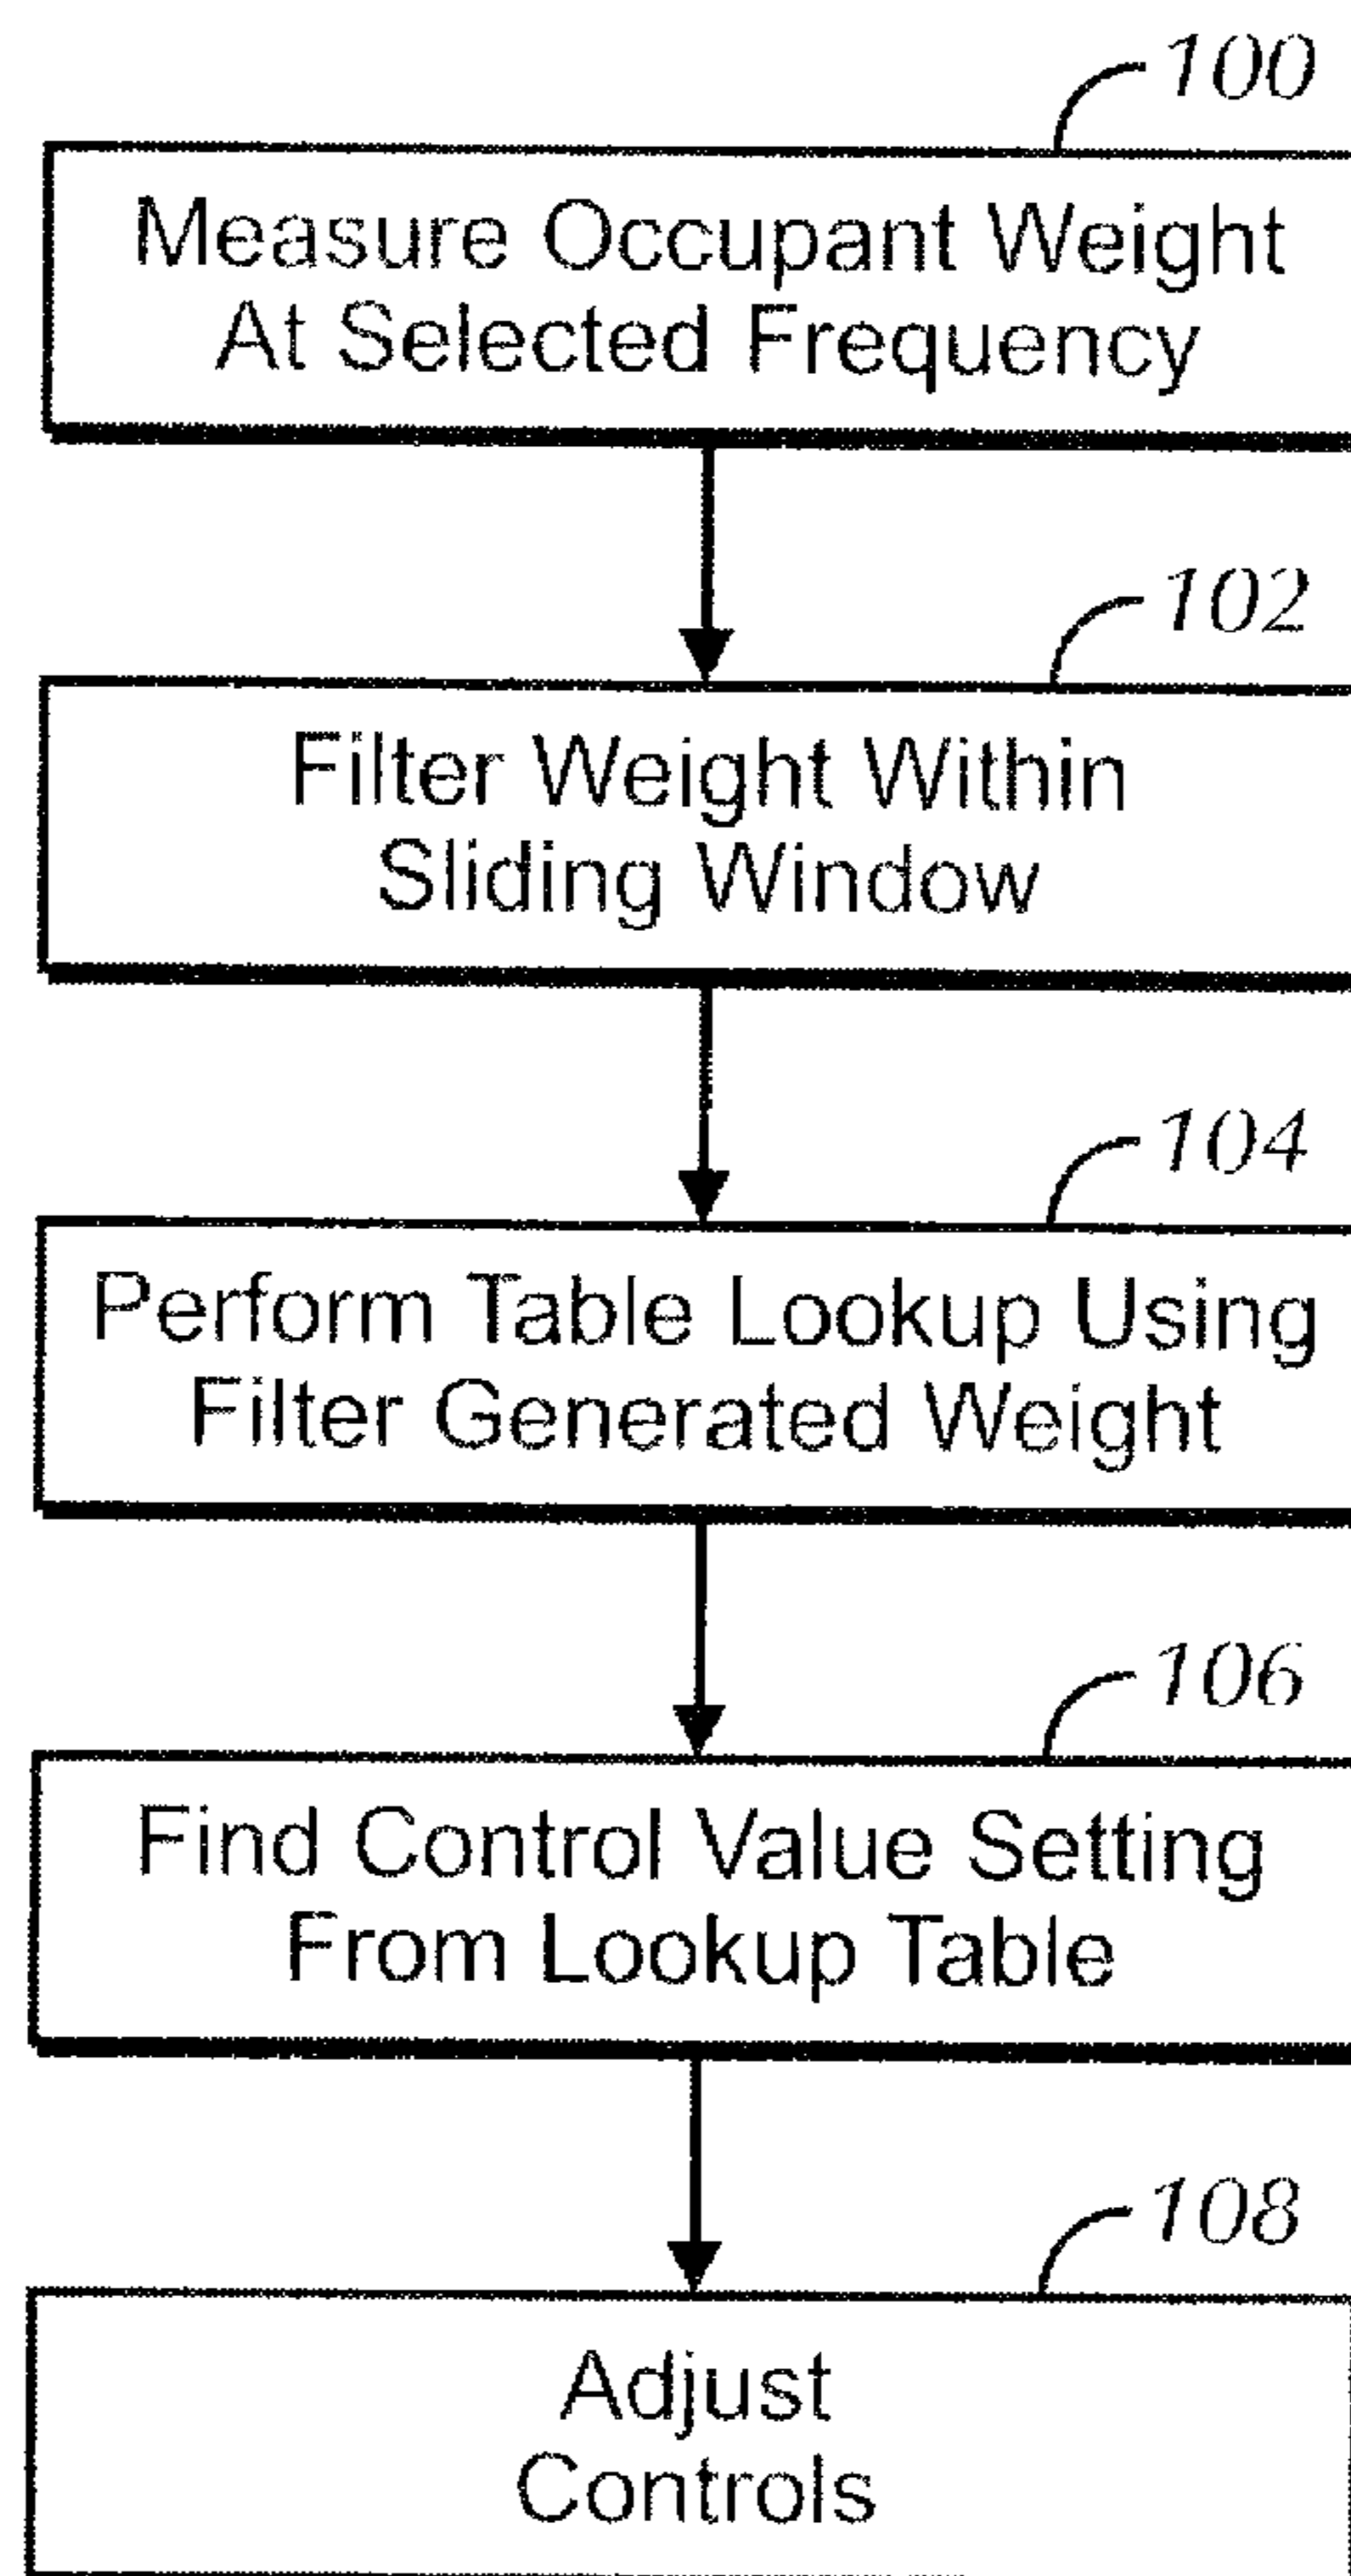 100
Measure Occupant Weight
At Selected Frequency
102
Filter Weight Within
Sliding Window
104
Perform Table Lookup Using
Filter Generated Weight
106
Find Control Value Setting
From Lookup Table
108
Adjust
Controls